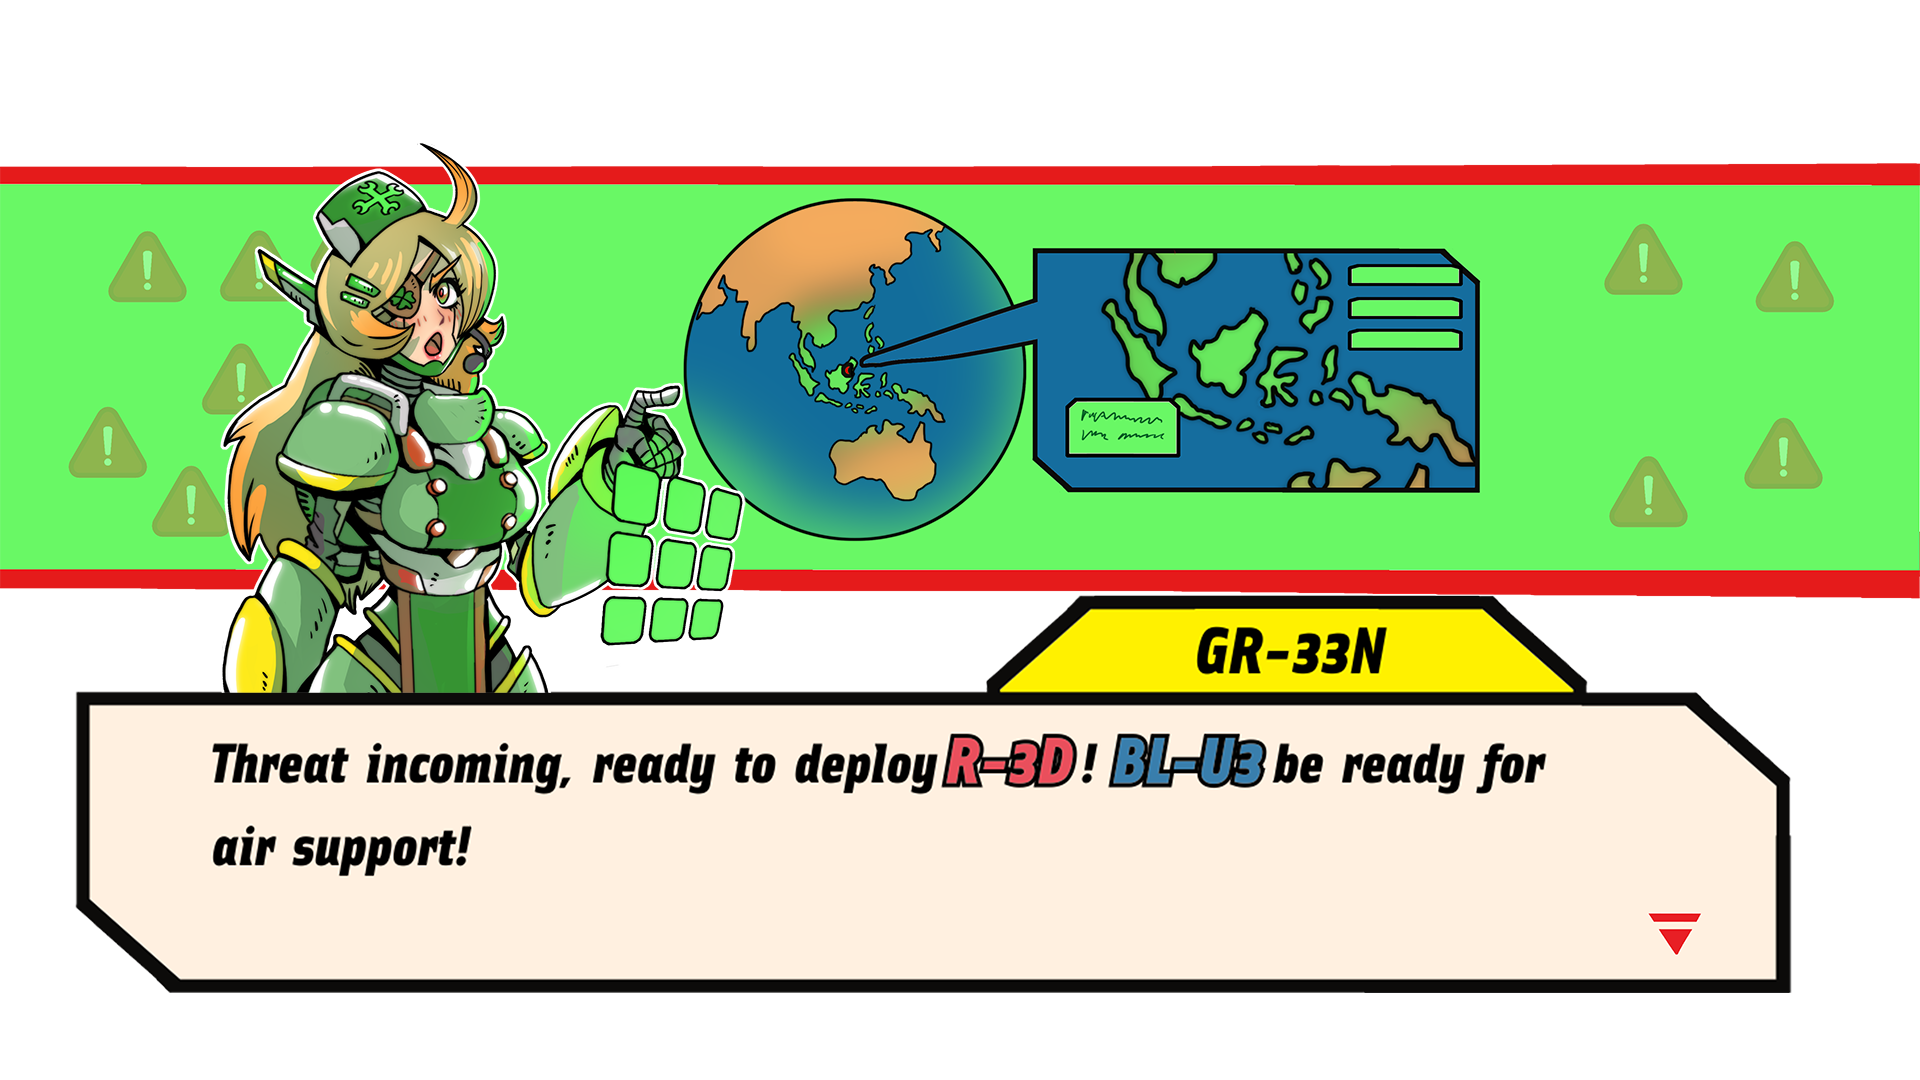 GR-33N
Threat incoming, ready to deploy R-3D! BL-U3 be ready for
air support!